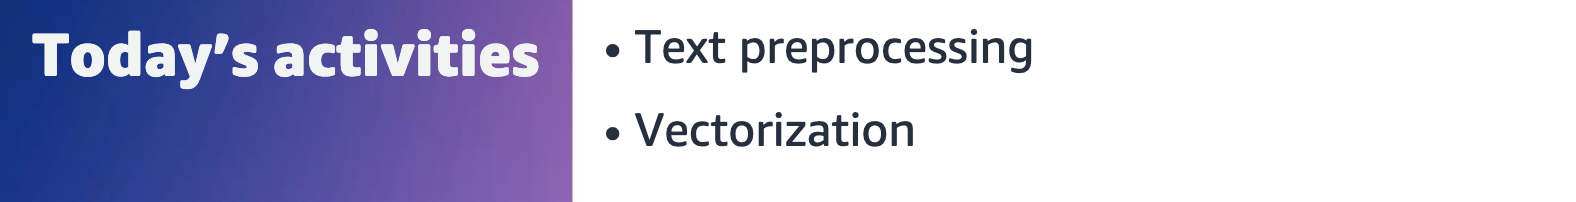 Today’s activities
• Text preprocessing
• Vectorization